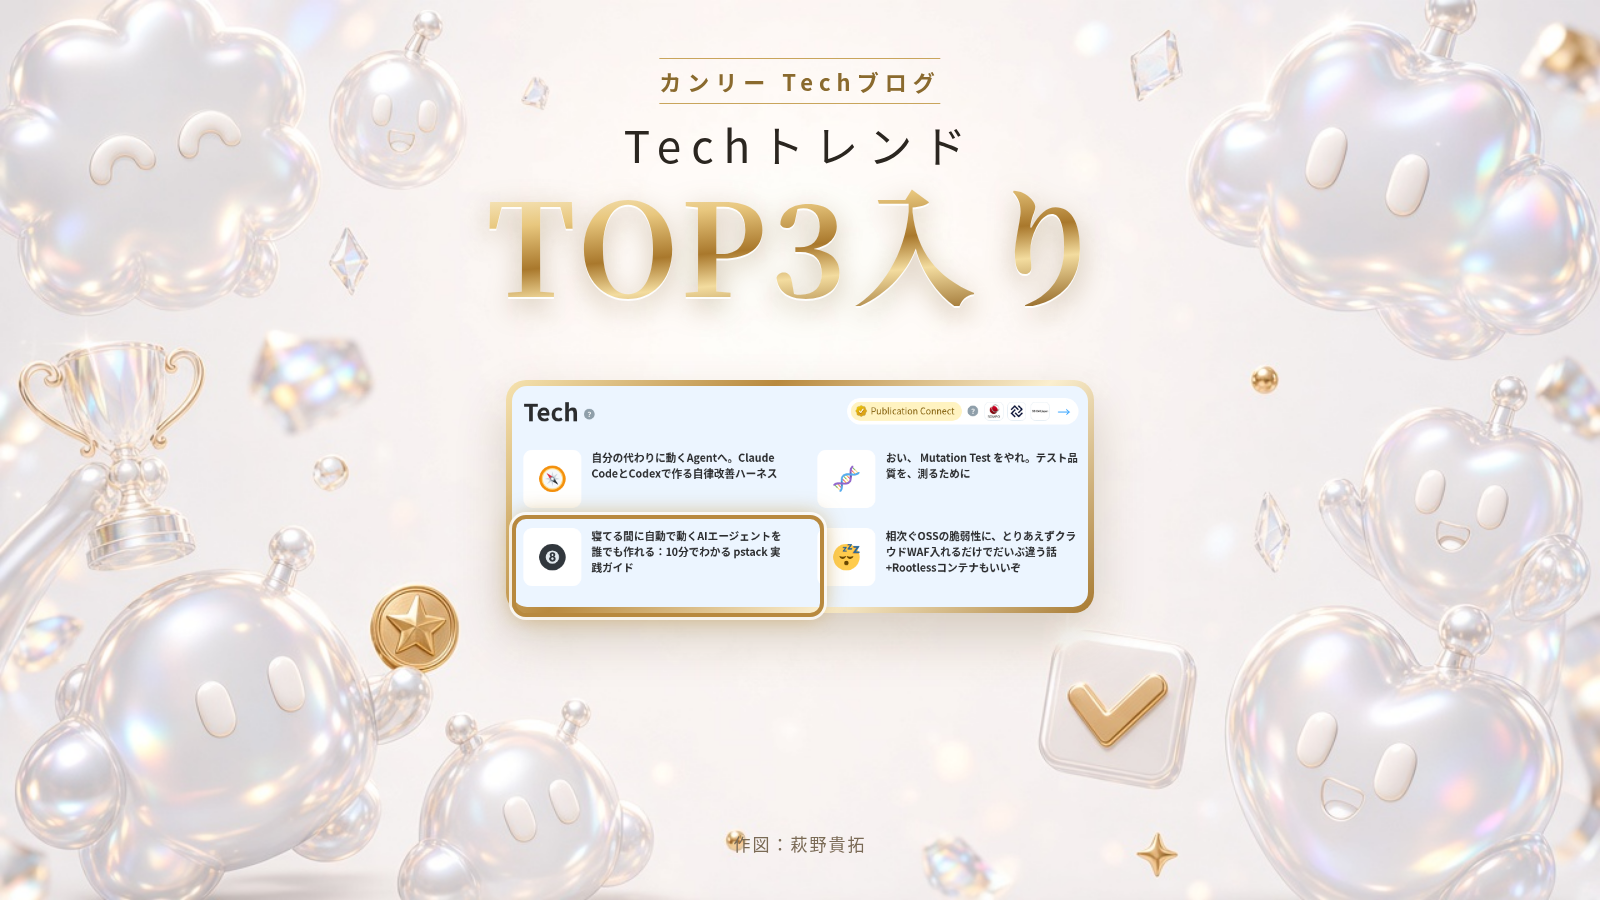 カンリー Techブログ
Techトレンド
TOP3入り
Tech ?
Publication Connect ?
自分の代わりに動くAgentへ。Claude
CodeとCodexで作る自律改善ハーネス
おい、 Mutation Test をやれ。テスト品
質を、測るために
8
寝てる間に自動で動くAIエージェントを
誰でも作れる：10分でわかる pstack 実
践ガイド
zzz
相次ぐOSSの脆弱性に、とりあえずクラ
ウドWAF入れるだけでだいぶ違う話
+Rootlessコンテナもいいぞ
作図：萩野貴拓